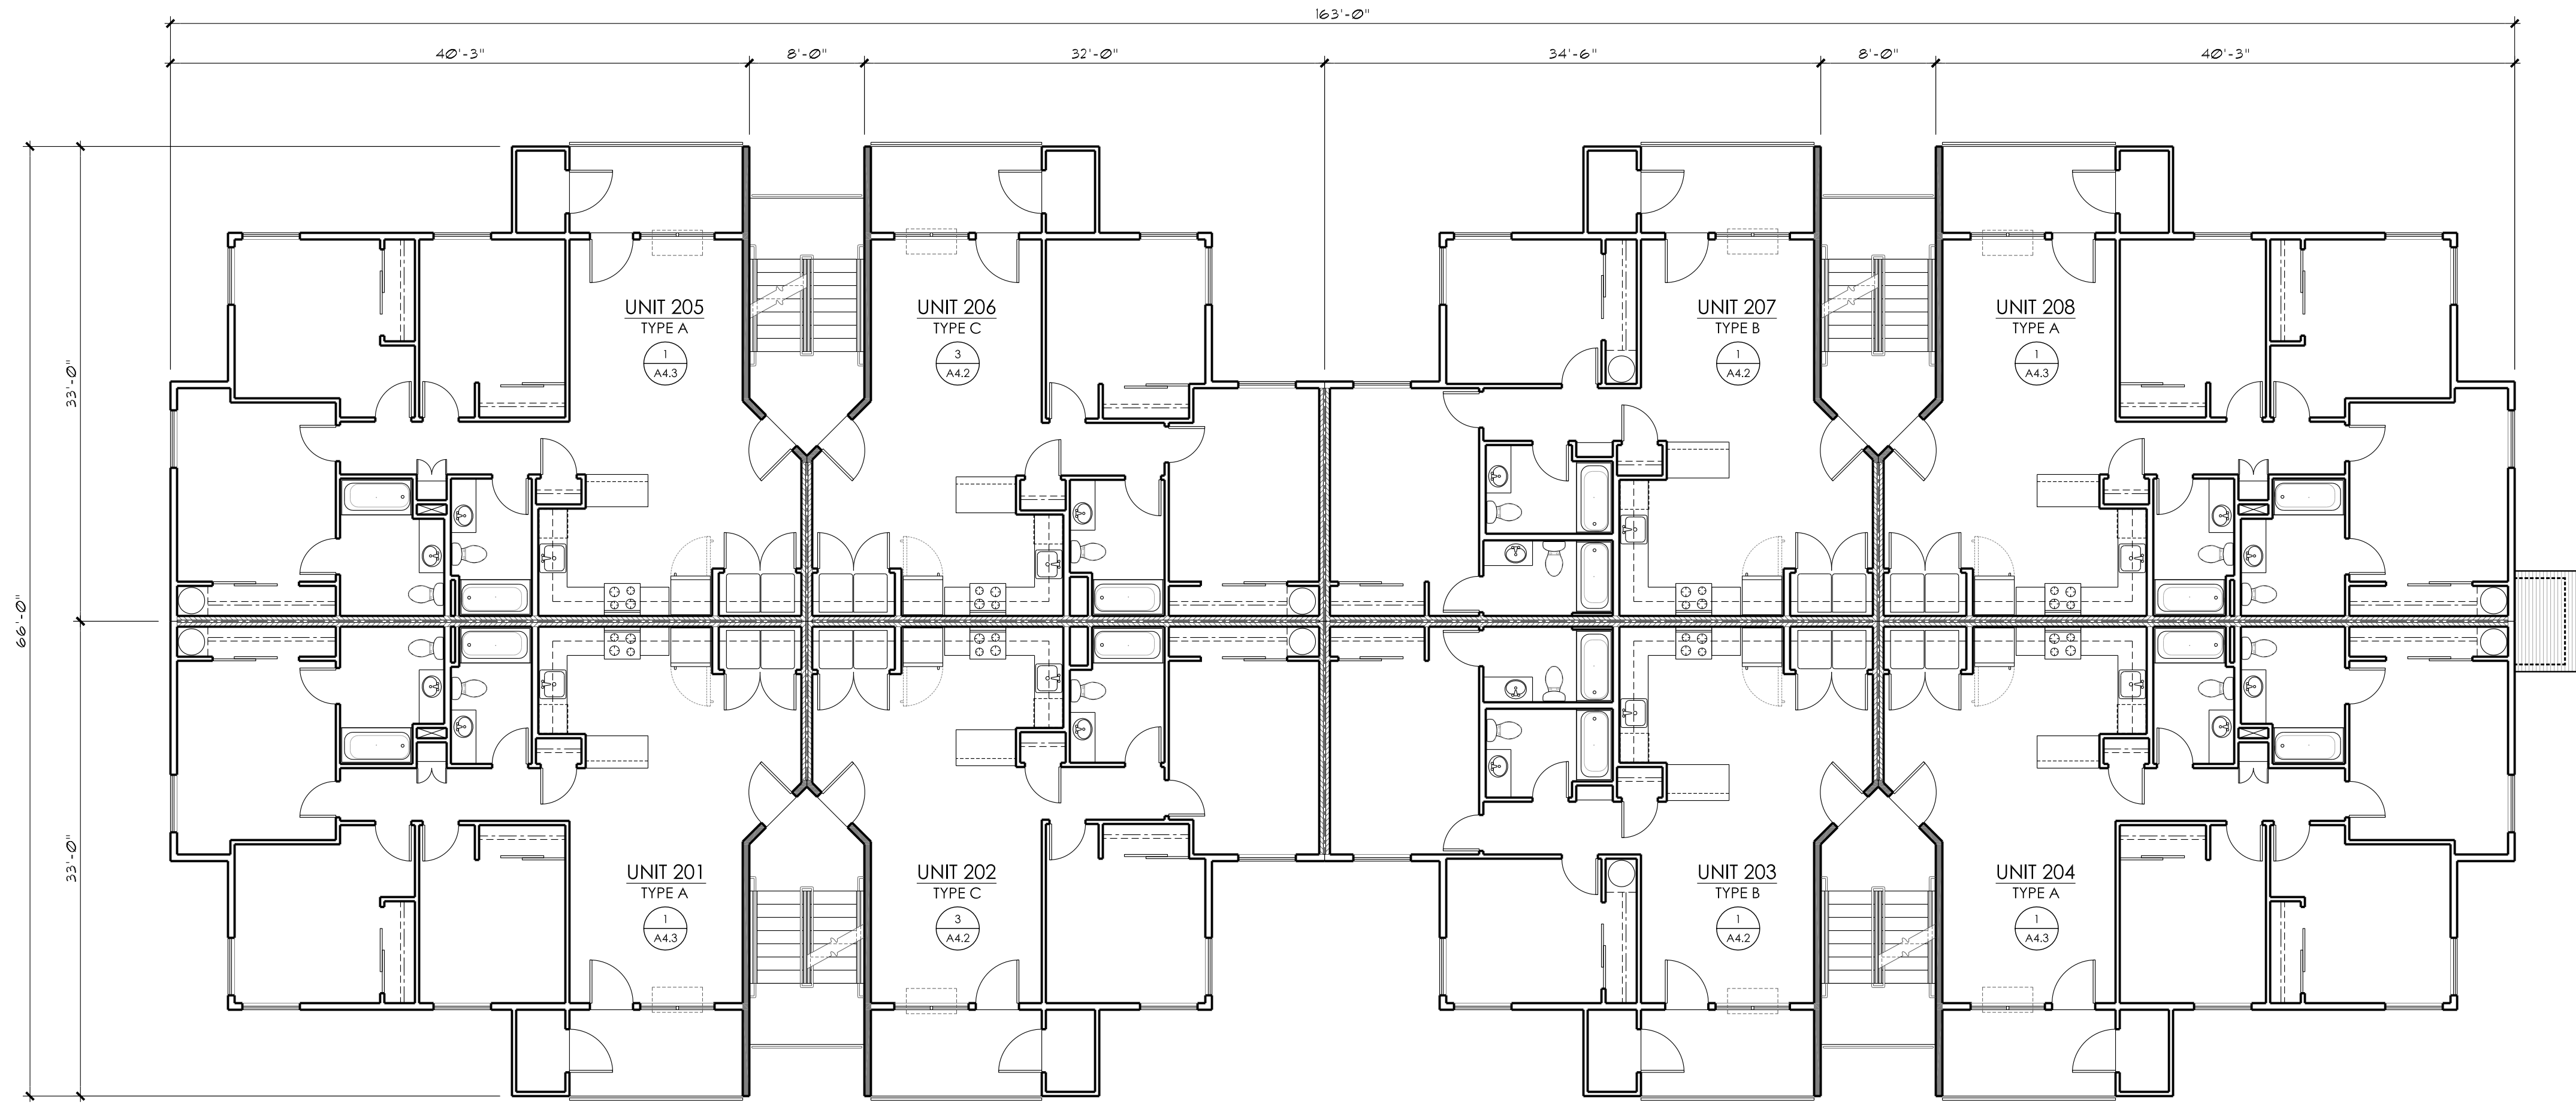 163'-0"
40'-3" 8'-0" 32'-0" 34'-6" 8'-0" 40'-3"
66'-0"
33'-0"
33'-0"
UNIT 205
TYPE A
1
A4.3
UNIT 206
TYPE C
3
A4.2
UNIT 207
TYPE B
1
A4.2
UNIT 208
TYPE A
1
A4.3
UNIT 201
TYPE A
1
A4.3
UNIT 202
TYPE C
3
A4.2
UNIT 203
TYPE B
1
A4.2
UNIT 204
TYPE A
1
A4.3